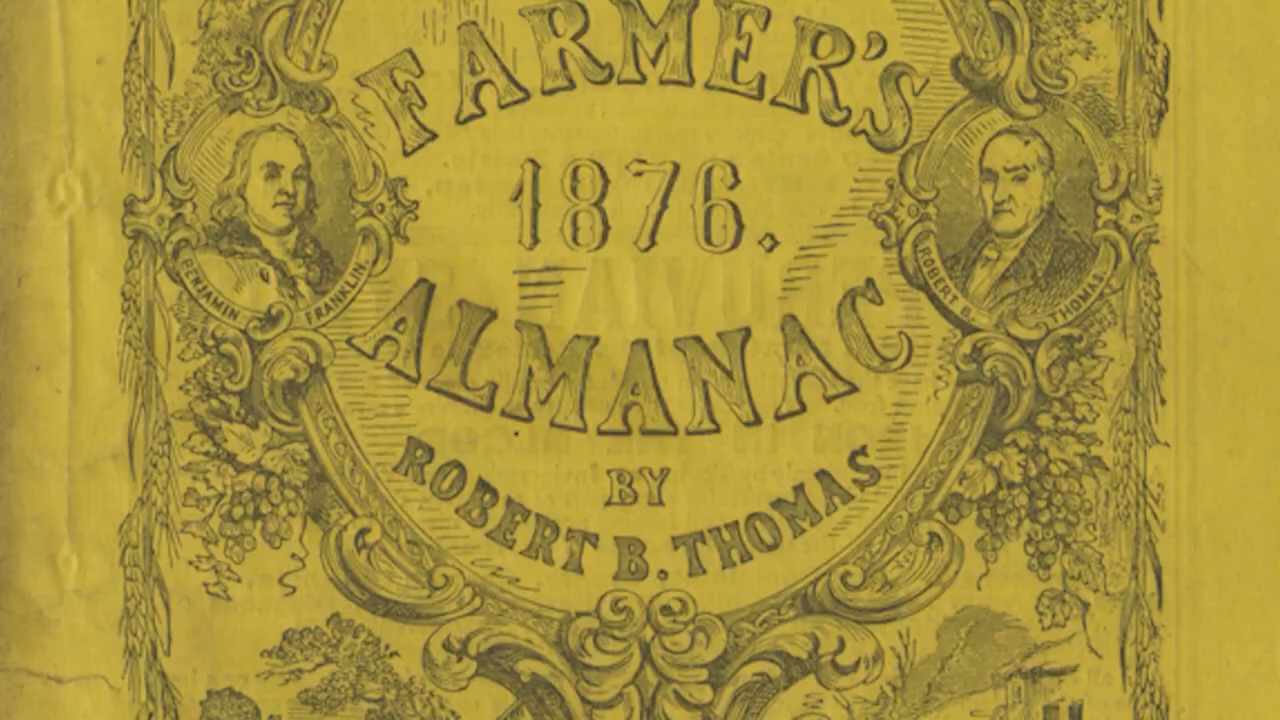 FARMER'S
1876.
BENJAMIN FRANKLIN
ROBERT B. THOMAS
ALMANAC
BY
ROBERT B. THOMAS